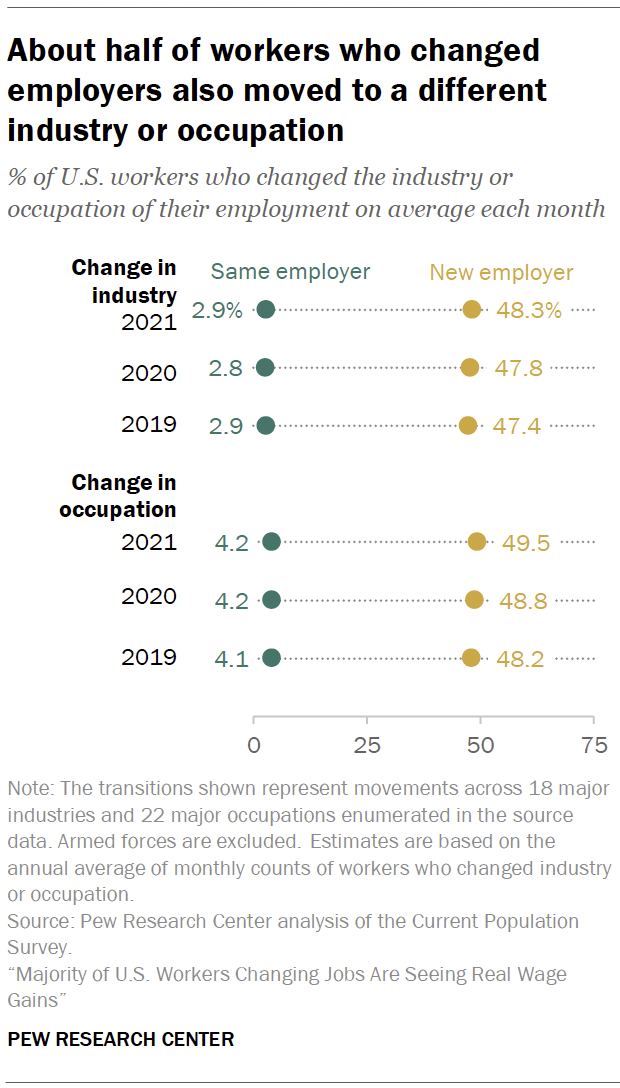 About half of workers who changed
employers also moved to a different
industry or occupation
% of U.S. workers who changed the industry or
occupation of their employment on average each month
Change in
industry
Same employer
New employer
2021 2.9% 48.3%
2020 2.8 47.8
2019 2.9 47.4
Change in
occupation
2021 4.2 49.5
2020 4.2 48.8
2019 4.1 48.2
0 25 50 75
Note: The transitions shown represent movements across 18 major
industries and 22 major occupations enumerated in the source
data. Armed forces are excluded. Estimates are based on the
annual average of monthly counts of workers who changed industry
or occupation.
Source: Pew Research Center analysis of the Current Population
Survey.
“Majority of U.S. Workers Changing Jobs Are Seeing Real Wage
Gains”
PEW RESEARCH CENTER